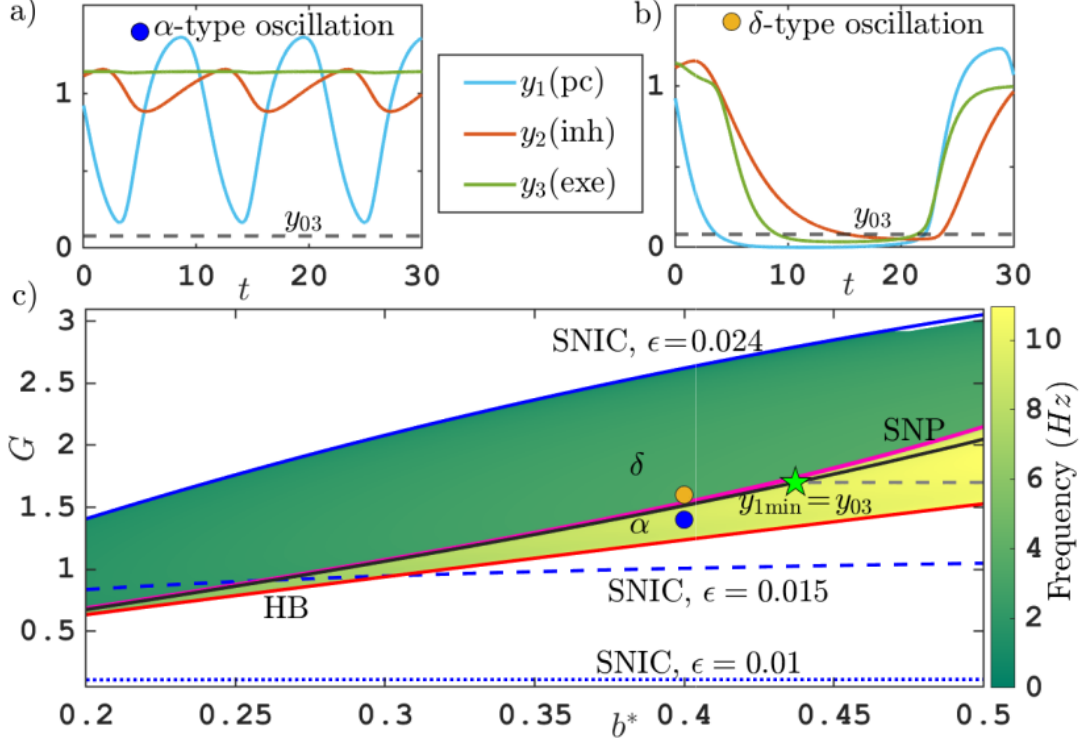 a)
α-type oscillation
1
0
y₀₃
0 10 20 30
t
y₁(pc)
y₂(inh)
y₃(exe)
b)
δ-type oscillation
1
0
y₀₃
0 10 20 30
t
c)
3
2.5
2
1.5
1
0.5
G
SNIC, ϵ=0.024
SNP
δ
y₁min = y₀₃
α
SNIC, ϵ = 0.015
HB
SNIC, ϵ = 0.01
0.2 0.25 0.3 0.35 0.4 0.45 0.5
b*
10
8
6
4
2
0
Frequency (Hz)